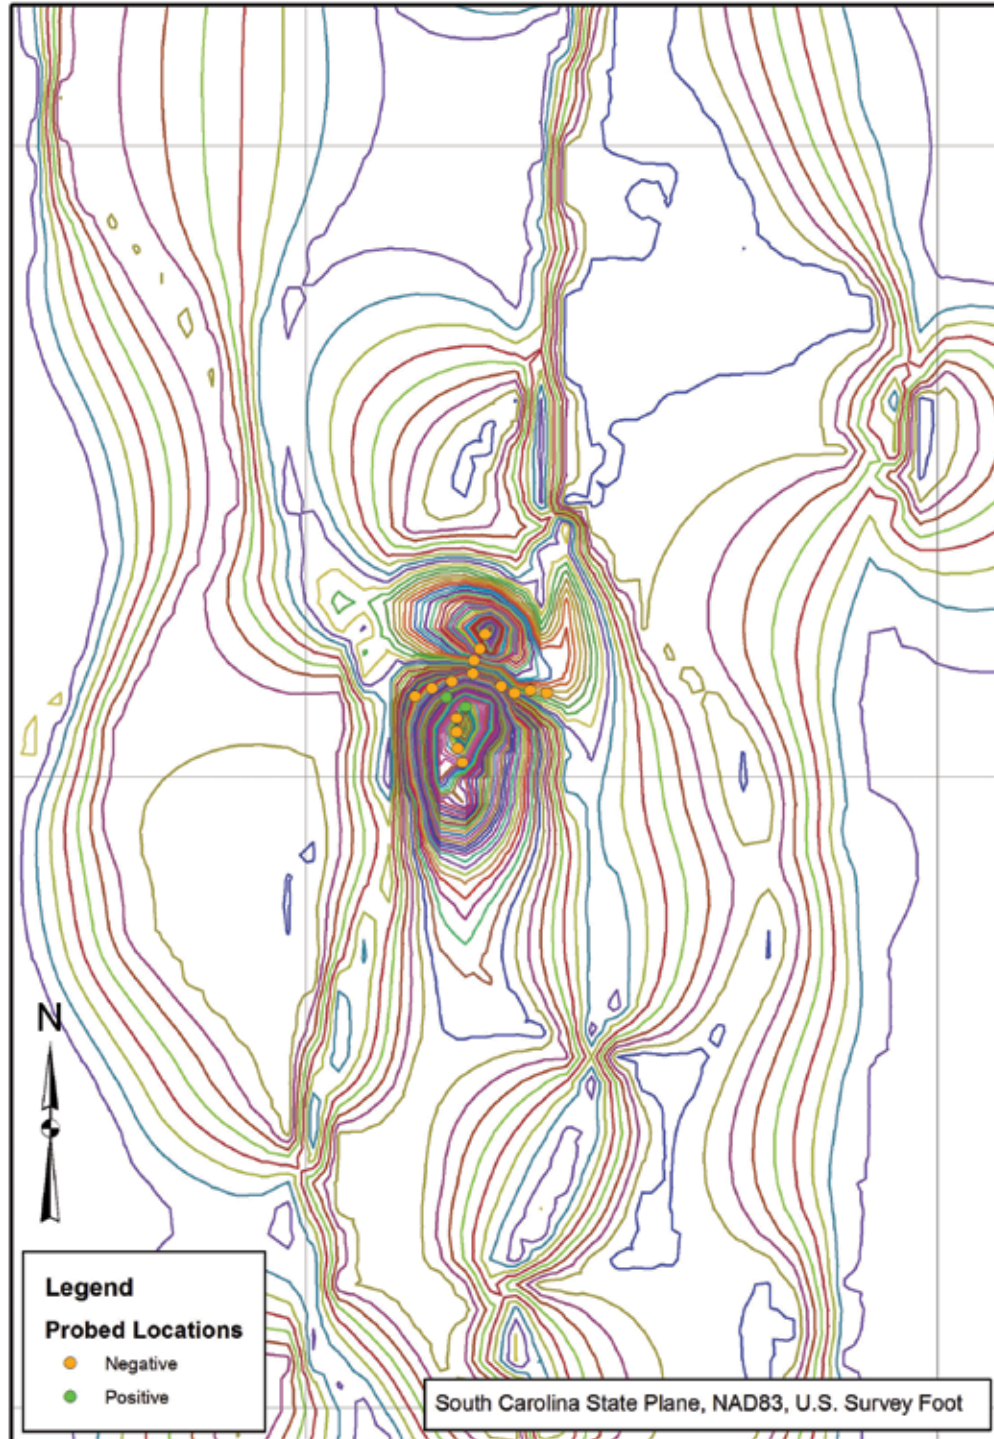 N
Legend
Probed Locations
Negative
Positive
South Carolina State Plane, NAD83, U.S. Survey Foot